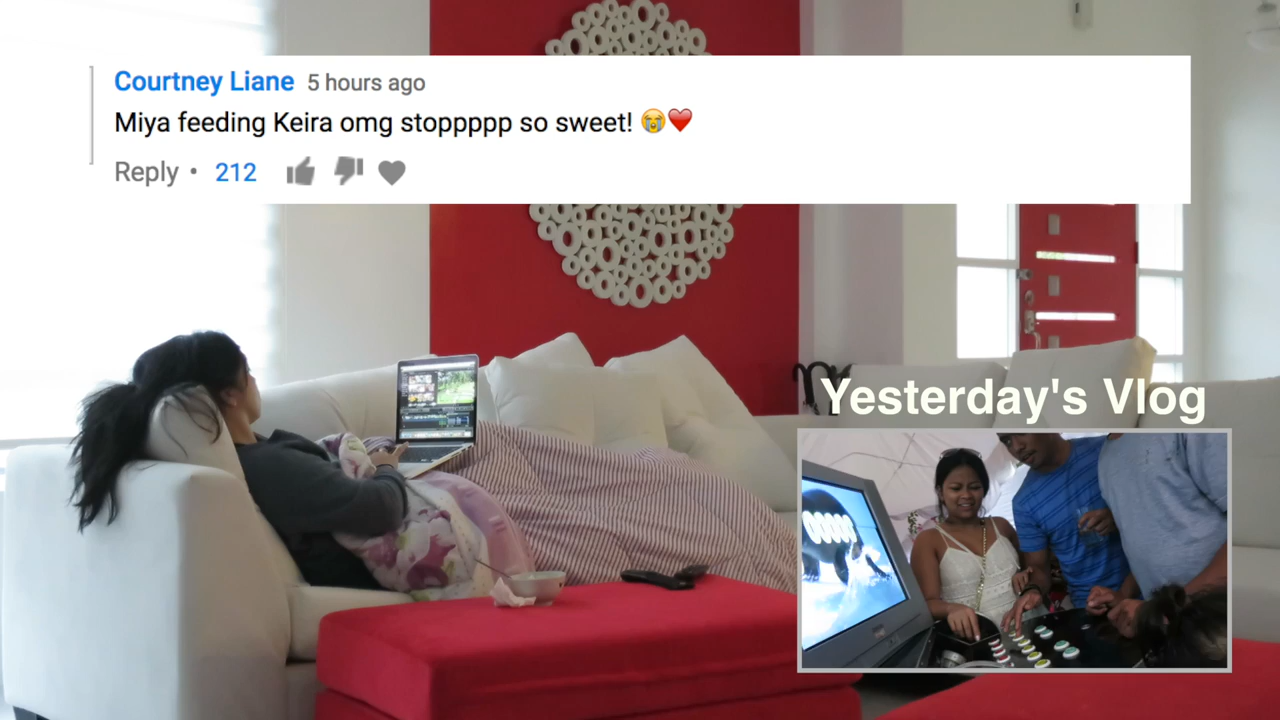 Courtney Liane 5 hours ago
Miya feeding Keira omg stoppppp so sweet! 😭❤️
Reply • 212
Yesterday's Vlog